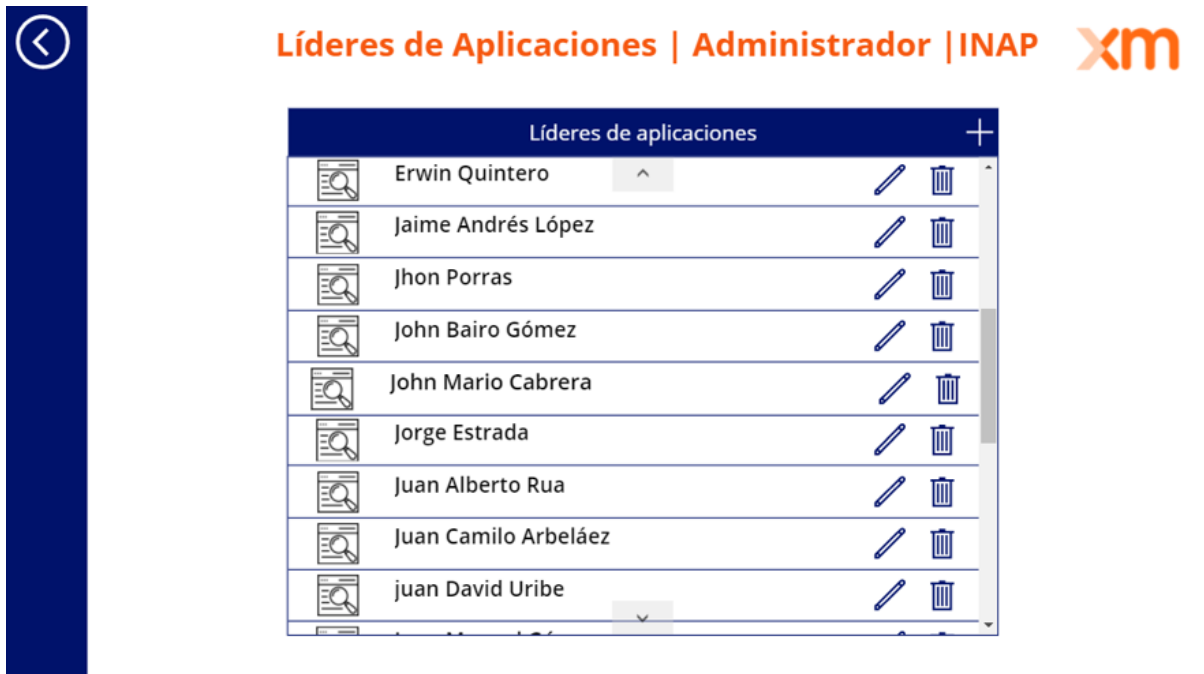 Líderes de Aplicaciones | Administrador |INAP
xm
Líderes de aplicaciones
Erwin Quintero
Jaime Andrés López
Jhon Porras
John Bairo Gómez
John Mario Cabrera
Jorge Estrada
Juan Alberto Rua
Juan Camilo Arbeláez
juan David Uribe